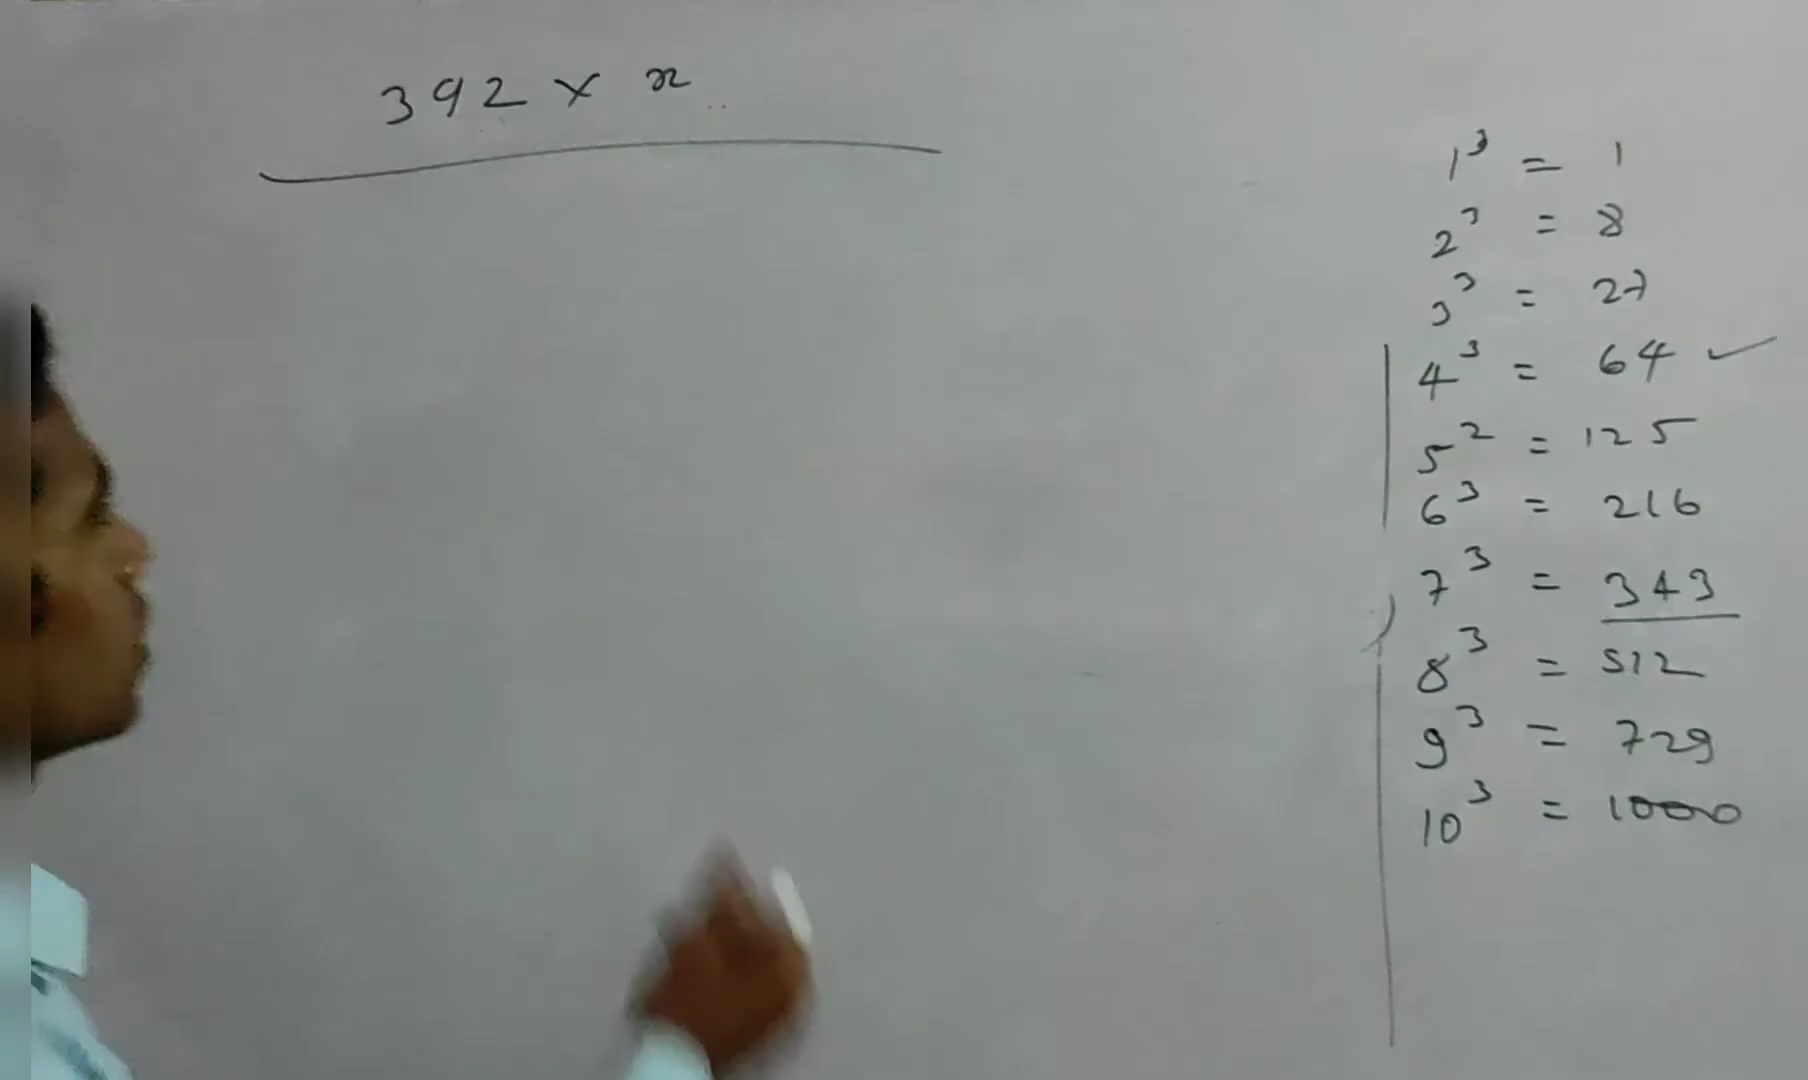 392 × x
1³ = 1
2³ = 8
3³ = 27
4³ = 64 ✓
5² = 125
6³ = 216
7³ = 343
8³ = 512
9³ = 729
10³ = 1000